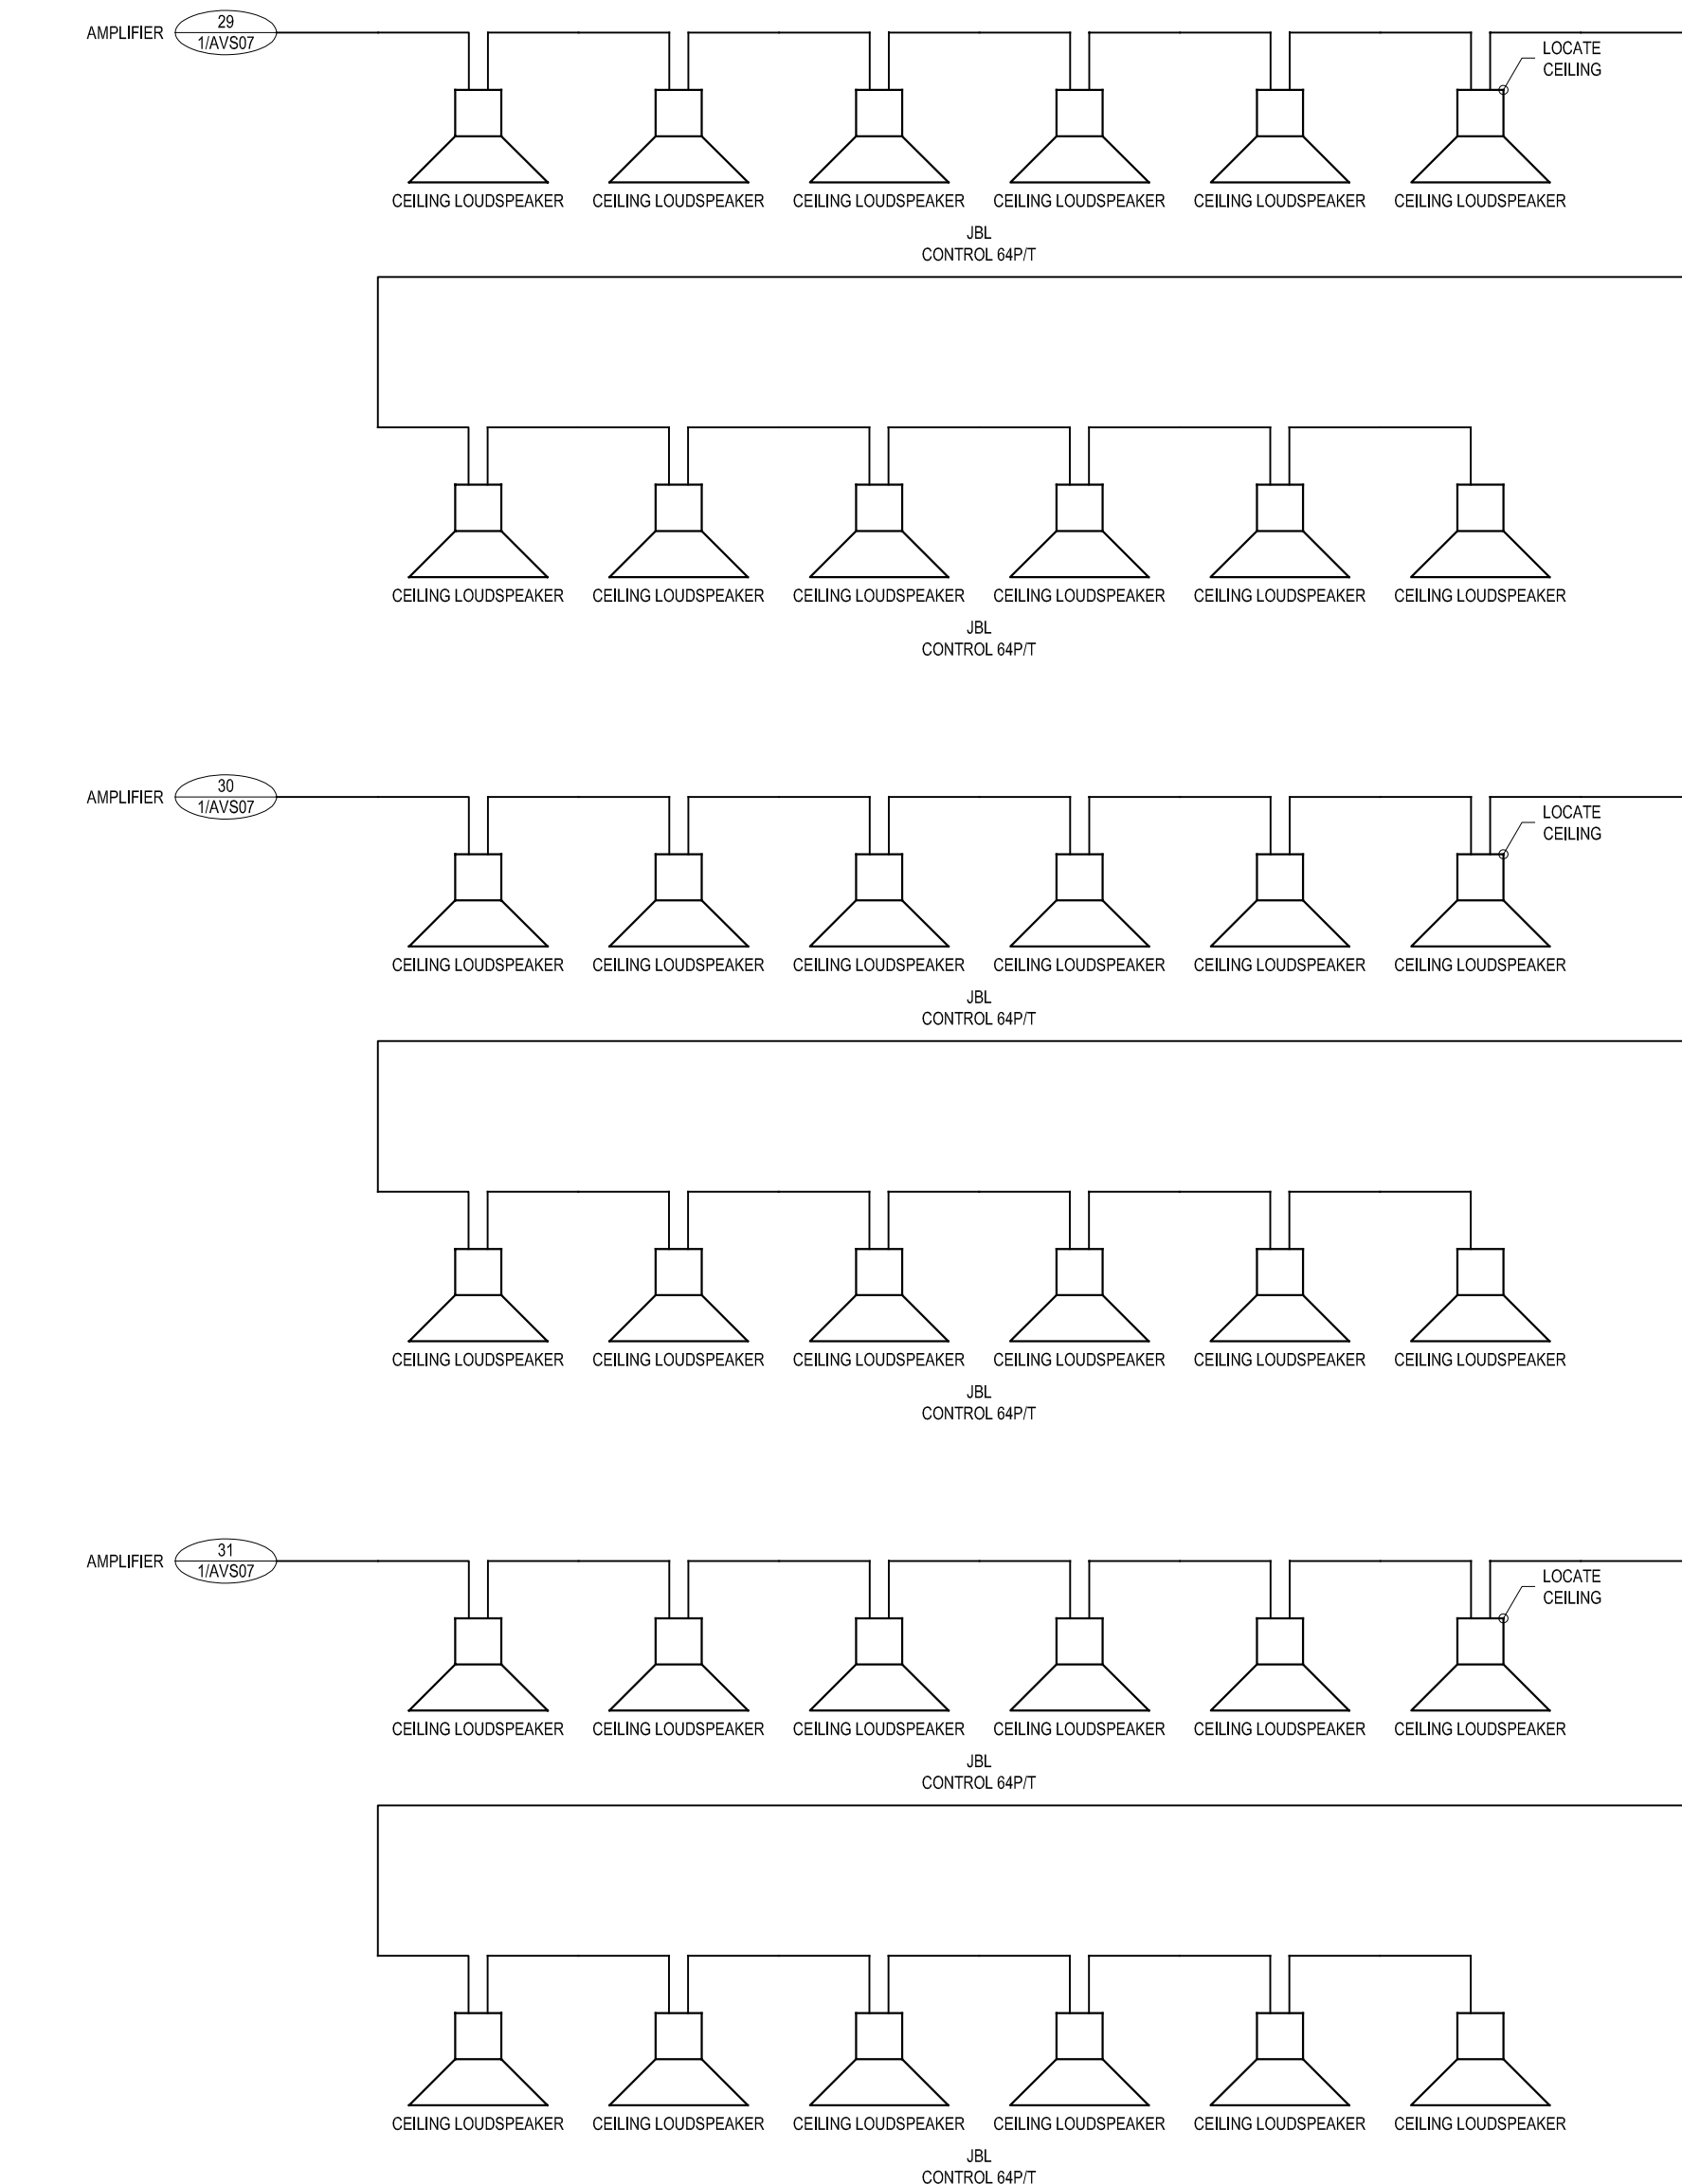 AMPLIFIER
29
1/AVS07
LOCATE
CEILING
CEILING LOUDSPEAKER CEILING LOUDSPEAKER CEILING LOUDSPEAKER CEILING LOUDSPEAKER CEILING LOUDSPEAKER CEILING LOUDSPEAKER
JBL
CONTROL 64P/T
CEILING LOUDSPEAKER CEILING LOUDSPEAKER CEILING LOUDSPEAKER CEILING LOUDSPEAKER CEILING LOUDSPEAKER CEILING LOUDSPEAKER
JBL
CONTROL 64P/T
AMPLIFIER
30
1/AVS07
LOCATE
CEILING
CEILING LOUDSPEAKER CEILING LOUDSPEAKER CEILING LOUDSPEAKER CEILING LOUDSPEAKER CEILING LOUDSPEAKER CEILING LOUDSPEAKER
JBL
CONTROL 64P/T
CEILING LOUDSPEAKER CEILING LOUDSPEAKER CEILING LOUDSPEAKER CEILING LOUDSPEAKER CEILING LOUDSPEAKER CEILING LOUDSPEAKER
JBL
CONTROL 64P/T
AMPLIFIER
31
1/AVS07
LOCATE
CEILING
CEILING LOUDSPEAKER CEILING LOUDSPEAKER CEILING LOUDSPEAKER CEILING LOUDSPEAKER CEILING LOUDSPEAKER CEILING LOUDSPEAKER
JBL
CONTROL 64P/T
CEILING LOUDSPEAKER CEILING LOUDSPEAKER CEILING LOUDSPEAKER CEILING LOUDSPEAKER CEILING LOUDSPEAKER CEILING LOUDSPEAKER
JBL
CONTROL 64P/T